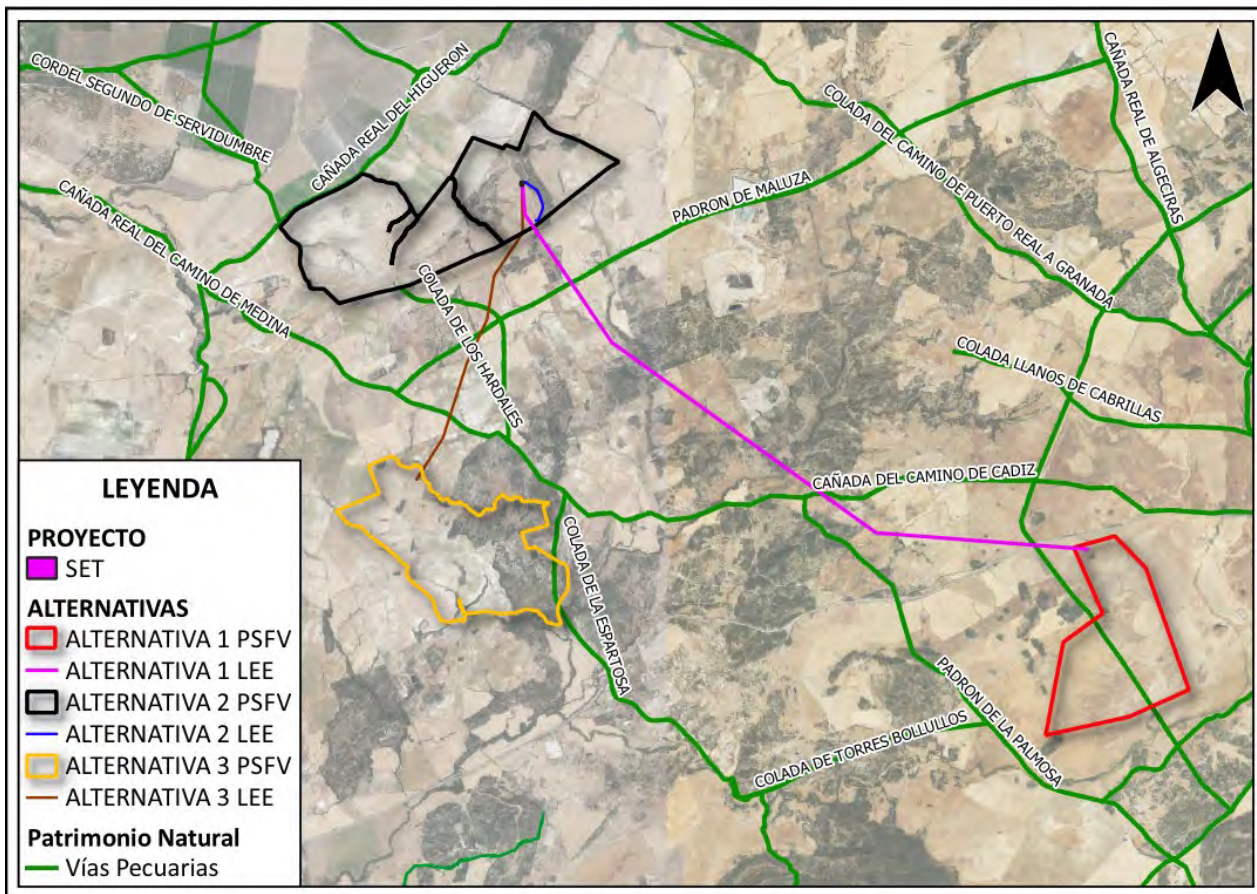 CORDEL SEGUNDO DE SERVIDUMBRE
CAÑADA REAL DEL HIGUERON
CAÑADA REAL DEL CAMINO DE MEDINA
COLADA DE LOS HARDALES
PADRON DE MALUZA
COLADA DEL CAMINO DE PUERTO REAL A GRANADA
CAÑADA REAL DE ALGECIRAS
COLADA LLANOS DE CABRILLAS
CAÑADA DEL CAMINO DE CADIZ
COLADA DE LA ESPARTOSA
PADRON DE LA PALMOSA
COLADA DE TORRES BOLLULLOS
LEYENDA
PROYECTO
SET
ALTERNATIVAS
ALTERNATIVA 1 PSFV
ALTERNATIVA 1 LEE
ALTERNATIVA 2 PSFV
ALTERNATIVA 2 LEE
ALTERNATIVA 3 PSFV
ALTERNATIVA 3 LEE
Patrimonio Natural
Vías Pecuarias